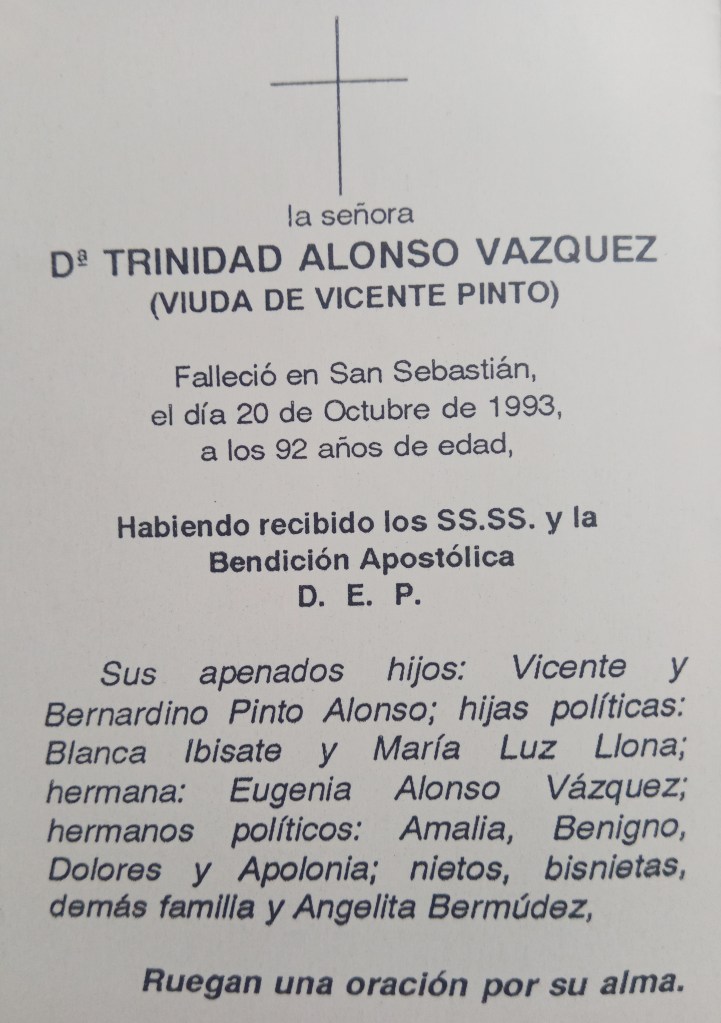 la señora
Dª TRINIDAD ALONSO VAZQUEZ
(VIUDA DE VICENTE PINTO)
Falleció en San Sebastián,
el día 20 de Octubre de 1993,
a los 92 años de edad,
Habiendo recibido los SS.SS. y la
Bendición Apostólica
D. E. P.
Sus apenados hijos: Vicente y
Bernardino Pinto Alonso; hijas políticas:
Blanca Ibisate y María Luz Llona;
hermana: Eugenia Alonso Vázquez;
hermanos políticos: Amalia, Benigno,
Dolores y Apolonia; nietos, bisnietas,
demás familia y Angelita Bermúdez,
Ruegan una oración por su alma.